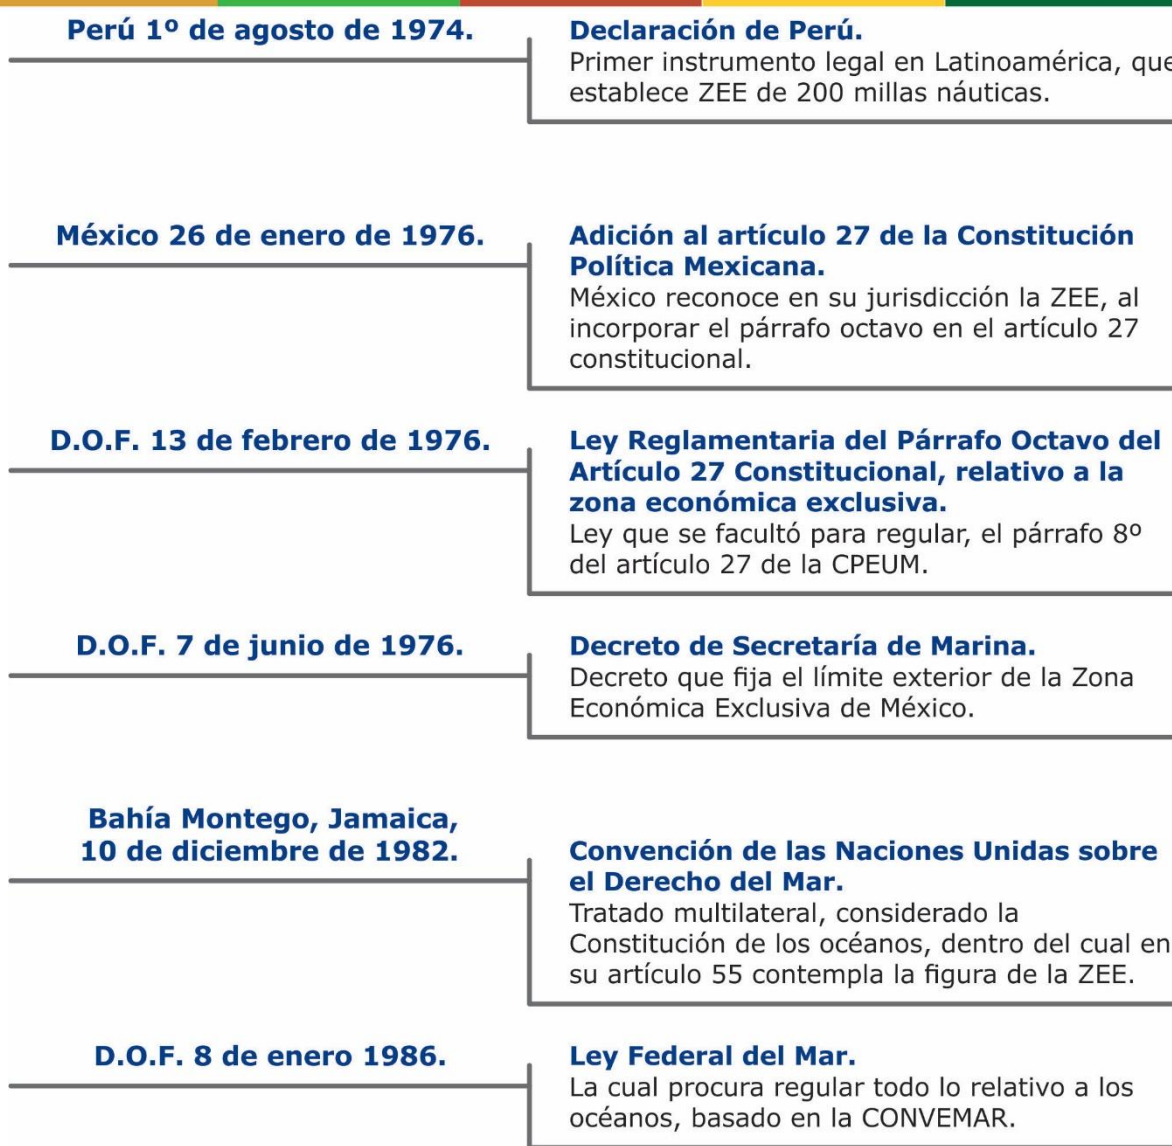 Perú 1º de agosto de 1974.
Declaración de Perú.
Primer instrumento legal en Latinoamérica, que
establece ZEE de 200 millas náuticas.
México 26 de enero de 1976.
Adición al artículo 27 de la Constitución
Política Mexicana.
México reconoce en su jurisdicción la ZEE, al
incorporar el párrafo octavo en el artículo 27
constitucional.
D.O.F. 13 de febrero de 1976.
Ley Reglamentaria del Párrafo Octavo del
Artículo 27 Constitucional, relativo a la
zona económica exclusiva.
Ley que se facultó para regular, el párrafo 8º
del artículo 27 de la CPEUM.
D.O.F. 7 de junio de 1976.
Decreto de Secretaría de Marina.
Decreto que fija el límite exterior de la Zona
Económica Exclusiva de México.
Bahía Montego, Jamaica,
10 de diciembre de 1982.
Convención de las Naciones Unidas sobre
el Derecho del Mar.
Tratado multilateral, considerado la
Constitución de los océanos, dentro del cual en
su artículo 55 contempla la figura de la ZEE.
D.O.F. 8 de enero 1986.
Ley Federal del Mar.
La cual procura regular todo lo relativo a los
océanos, basado en la CONVEMAR.